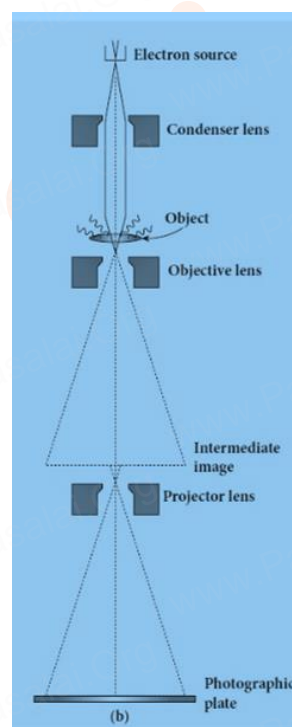 Electron source
Condenser lens
Object
Objective lens
Intermediate
image
Projector lens
Photographic
plate
(b)